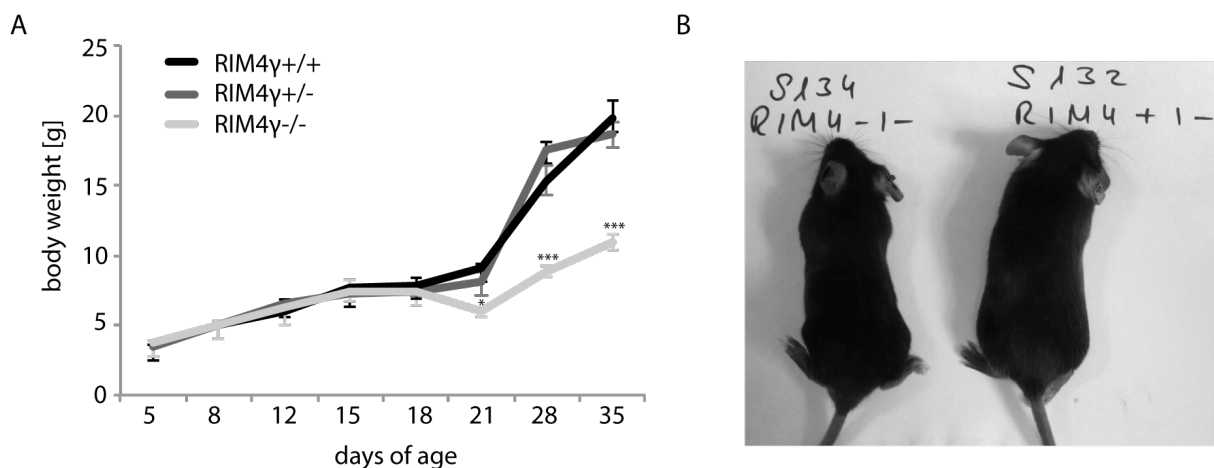 A
B
25
20
15
10
5
0
body weight [g]
RIM4γ+/+
RIM4γ+/-
RIM4γ-/-
*
***
***
5 8 12 15 18 21 28 35
days of age
S134
RIM4 -/-
S132
RIM4 + / -